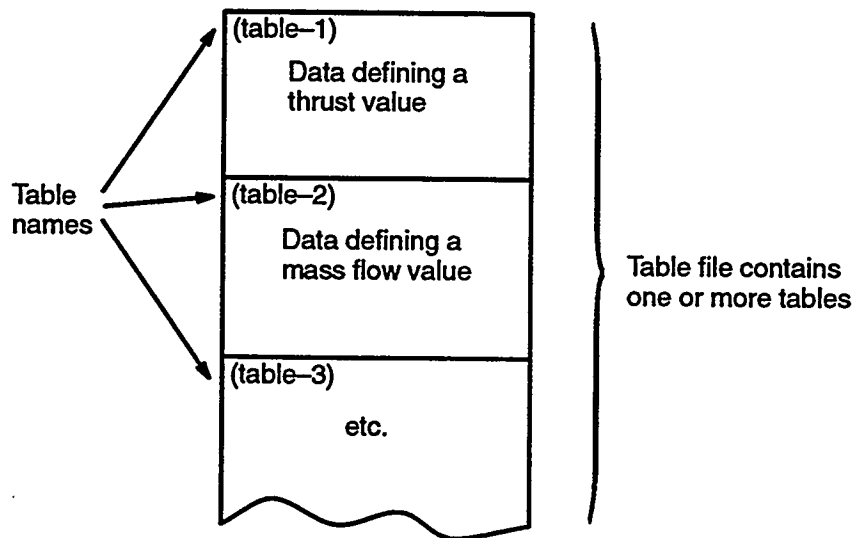 (table–1)
Data defining a
thrust value
Table
names
(table–2)
Data defining a
mass flow value
Table file contains
one or more tables
(table–3)
etc.